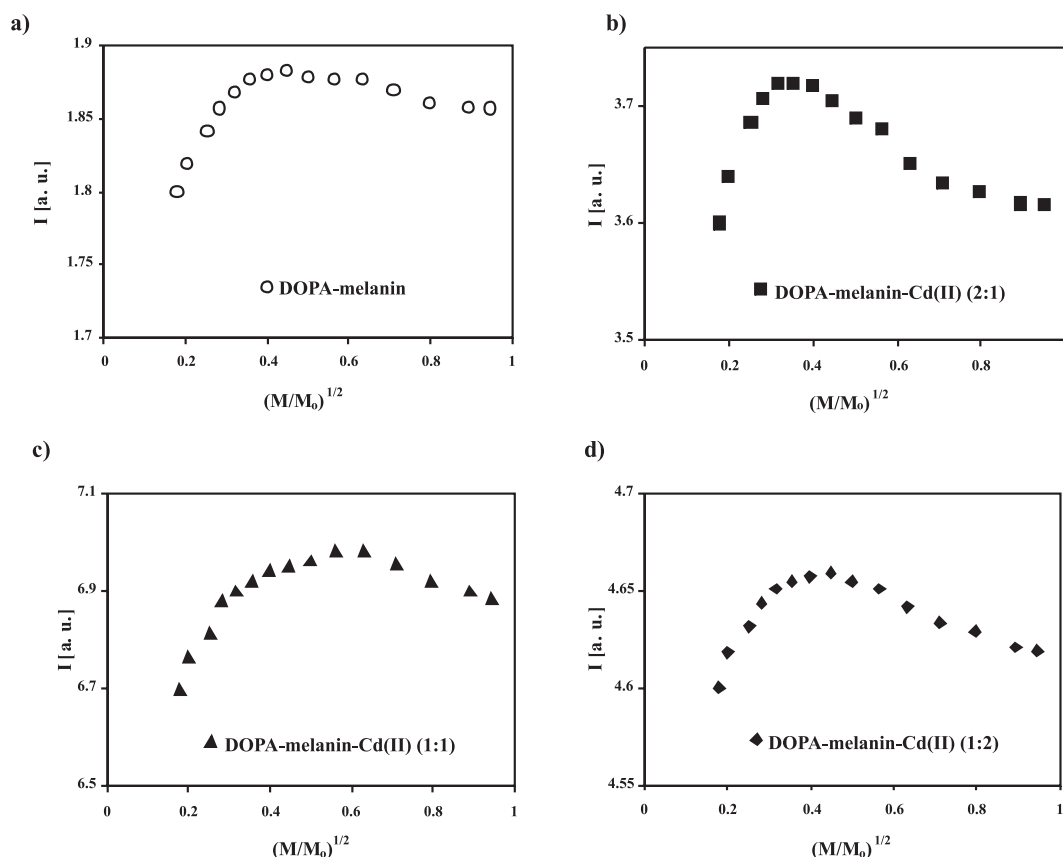 a)
1.9
1.85
1.8
1.75
1.7
I [a. u.]
DOPA-melanin
0 0.2 0.4 0.6 0.8 1
(M/Mo)1/2
b)
3.7
3.6
3.5
I [a. u.]
DOPA-melanin-Cd(II) (2:1)
0 0.2 0.4 0.6 0.8
(M/Mo)1/2
c)
7.1
6.9
6.7
6.5
I [a. u.]
DOPA-melanin-Cd(II) (1:1)
0 0.2 0.4 0.6 0.8 1
(M/Mo)1/2
d)
4.7
4.65
4.6
4.55
I [a. u.]
DOPA-melanin-Cd(II) (1:2)
0 0.2 0.4 0.6 0.8 1
(M/Mo)1/2